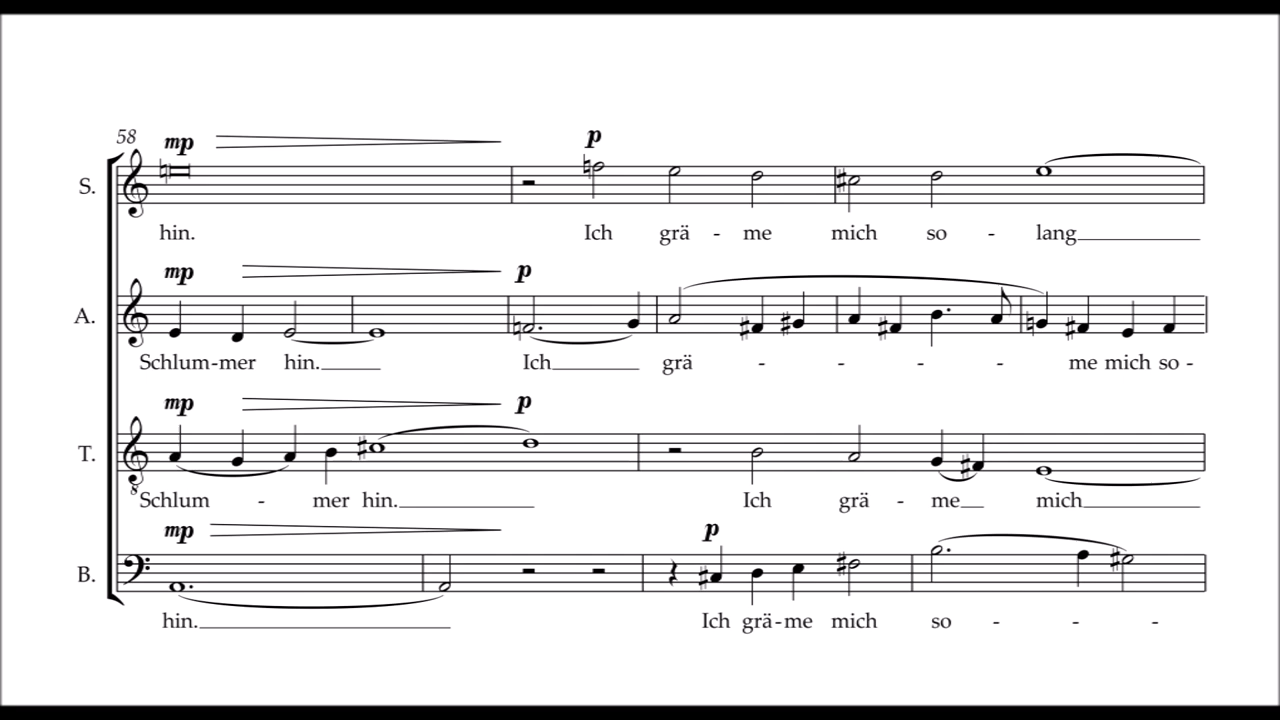 58
mp
p
S.
hin. Ich grä - me mich so - lang
mp
p
A.
Schlum-mer hin. Ich grä - - - - me mich so -
mp
p
T.
8
Schlum - mer hin. Ich grä - me mich
mp
p
B.
hin. Ich grä-me mich so - - -